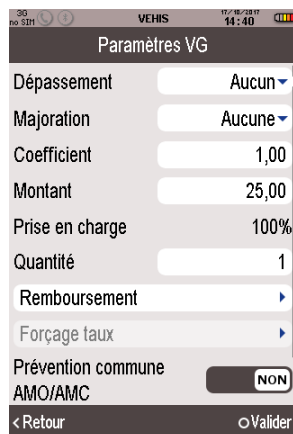 3G
no SIM
VEHIS
17/10/2017
14:40
Paramètres VG
Dépassement Aucun
Majoration Aucune
Coefficient 1,00
Montant 25,00
Prise en charge 100%
Quantité 1
Remboursement
Forçage taux
Prévention commune
AMO/AMC
NON
< Retour
Valider